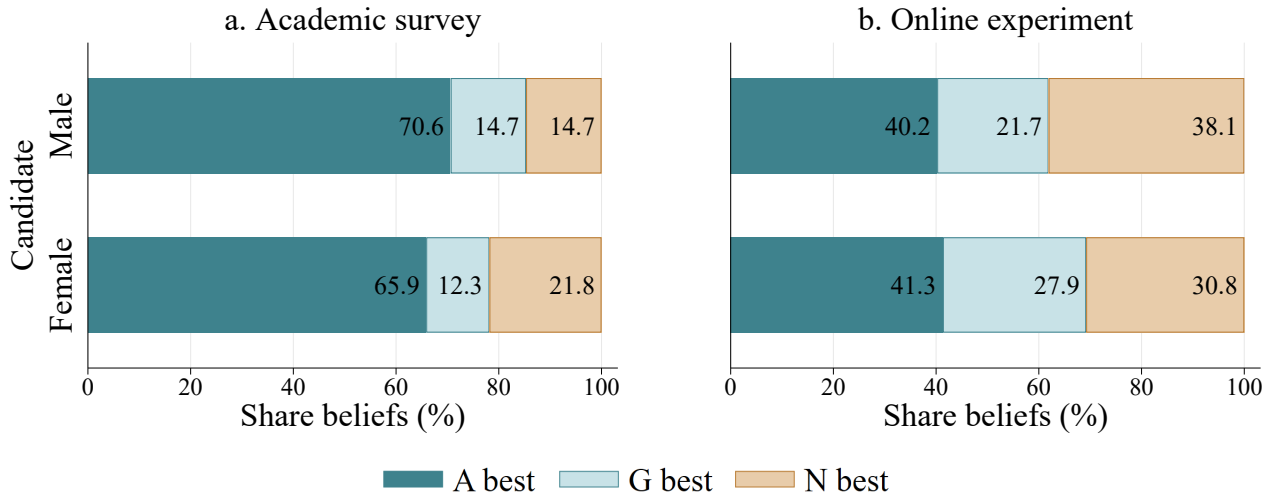 a. Academic survey
b. Online experiment
Candidate
Male
70.6 14.7 14.7
40.2 21.7 38.1
Female
65.9 12.3 21.8
41.3 27.9 30.8
0 20 40 60 80 100
0 20 40 60 80 100
Share beliefs (%)
Share beliefs (%)
A best G best N best